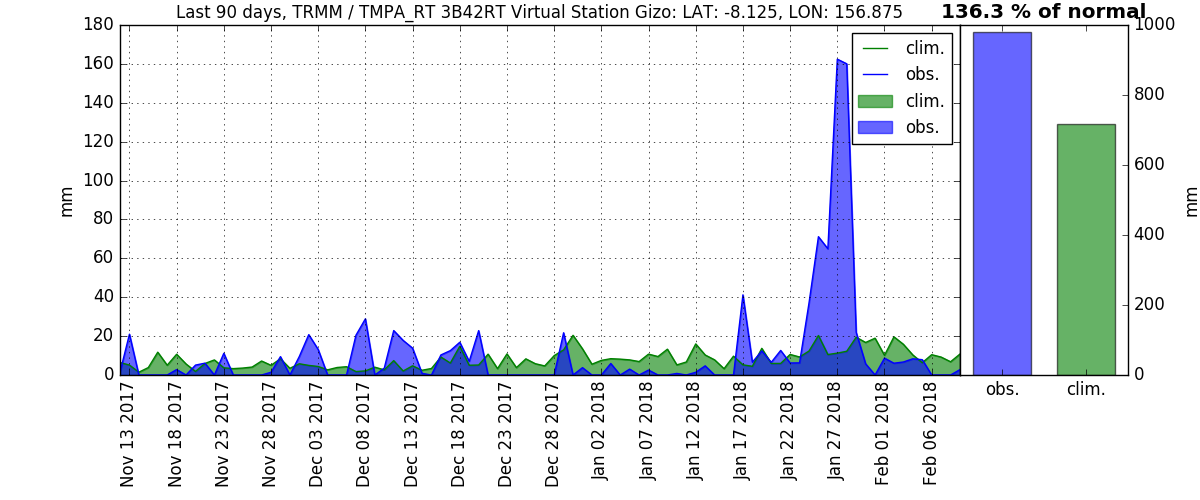 Last 90 days, TRMM / TMPA_RT 3B42RT Virtual Station Gizo: LAT: -8.125, LON: 156.875
136.3 % of normal
180
160
140
120
100
80
60
40
20
0
mm
clim.
obs.
clim.
obs.
Nov 13 2017
Nov 18 2017
Nov 23 2017
Nov 28 2017
Dec 03 2017
Dec 08 2017
Dec 13 2017
Dec 18 2017
Dec 23 2017
Dec 28 2017
Jan 02 2018
Jan 07 2018
Jan 12 2018
Jan 17 2018
Jan 22 2018
Jan 27 2018
Feb 01 2018
Feb 06 2018
1000
800
600
400
200
0
mm
obs.
clim.